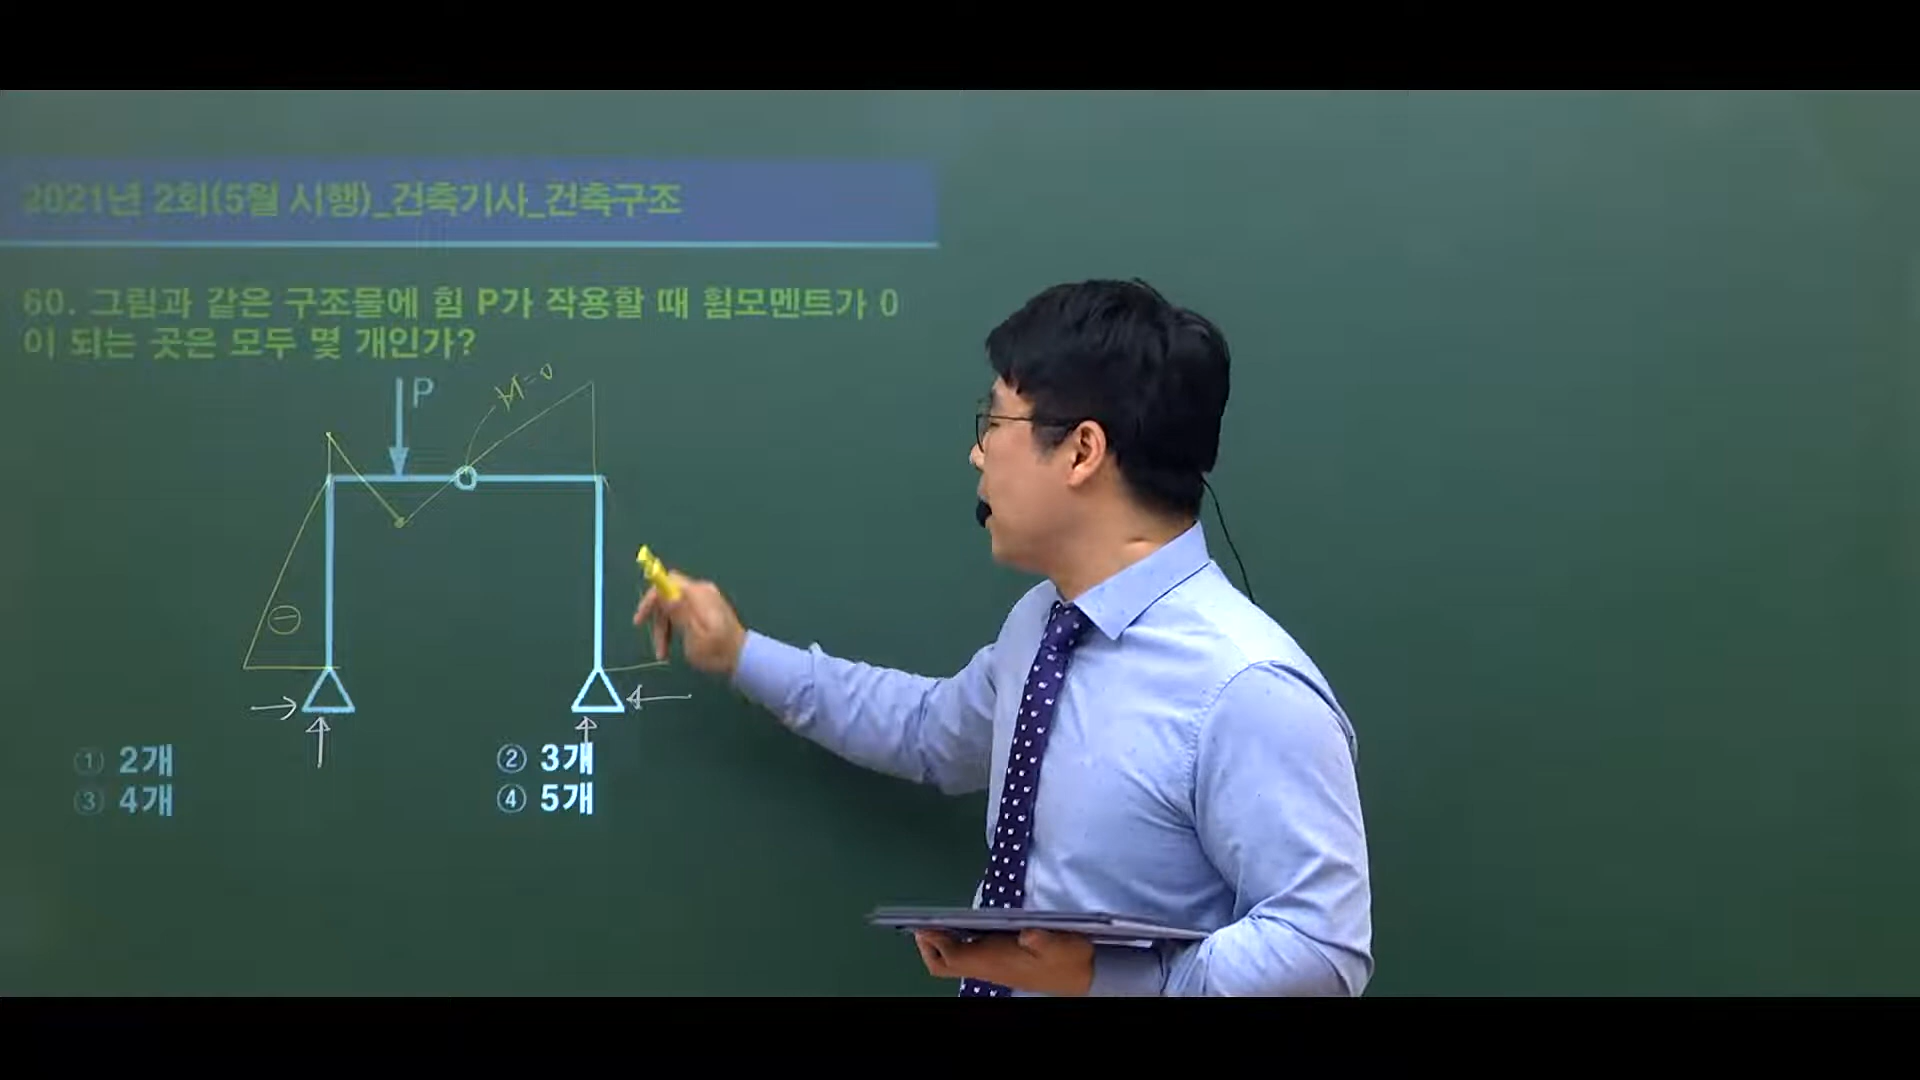 2021년 2회(5월 시행)_건축기사_건축구조
60. 그림과 같은 구조물에 힘 P가 작용할 때 휨모멘트가 0
이 되는 곳은 모두 몇 개인가?
P
M=0
⊖
① 2개
② 3개
③ 4개
④ 5개